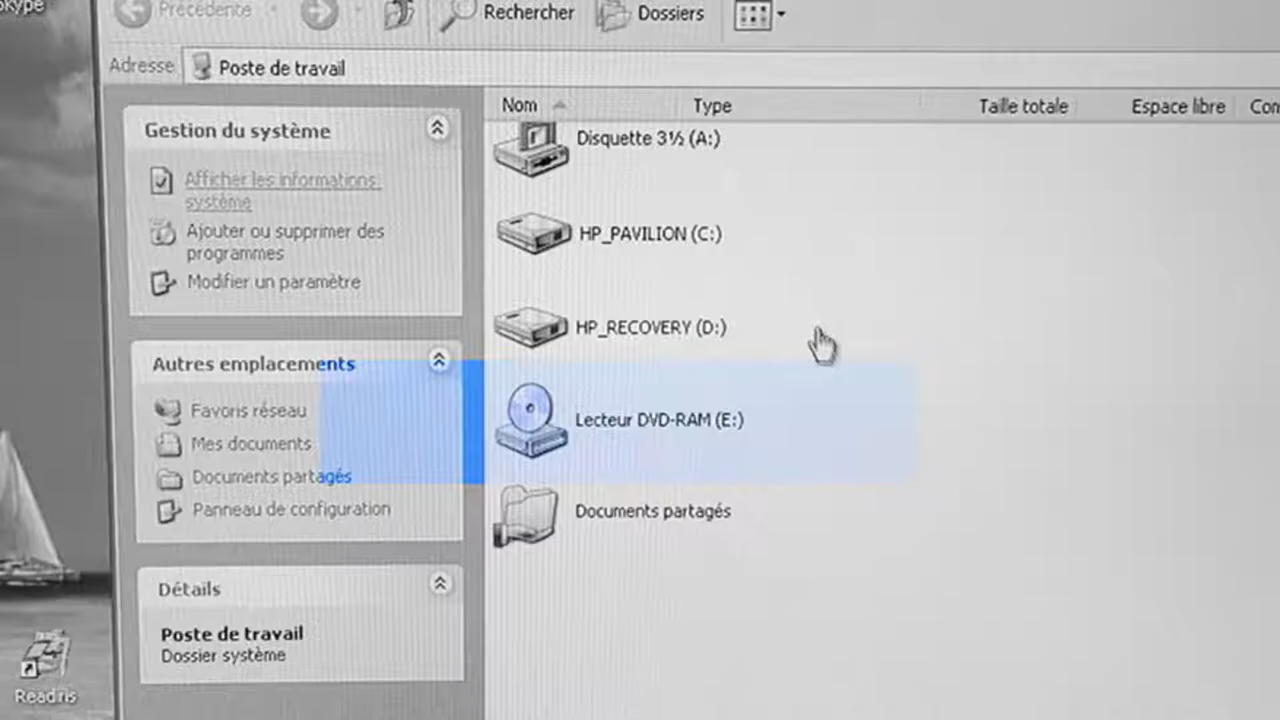 Skype
Précédente
Rechercher
Dossiers
Adresse
Poste de travail
Nom
Type
Taille totale
Espace libre
Gestion du système
Afficher les informations
système
Ajouter ou supprimer des
programmes
Modifier un paramètre
Autres emplacements
Favoris réseau
Mes documents
Documents partagés
Panneau de configuration
Détails
Poste de travail
Dossier système
Disquette 3½ (A:)
HP_PAVILION (C:)
HP_RECOVERY (D:)
Lecteur DVD-RAM (E:)
Documents partagés
Readiris